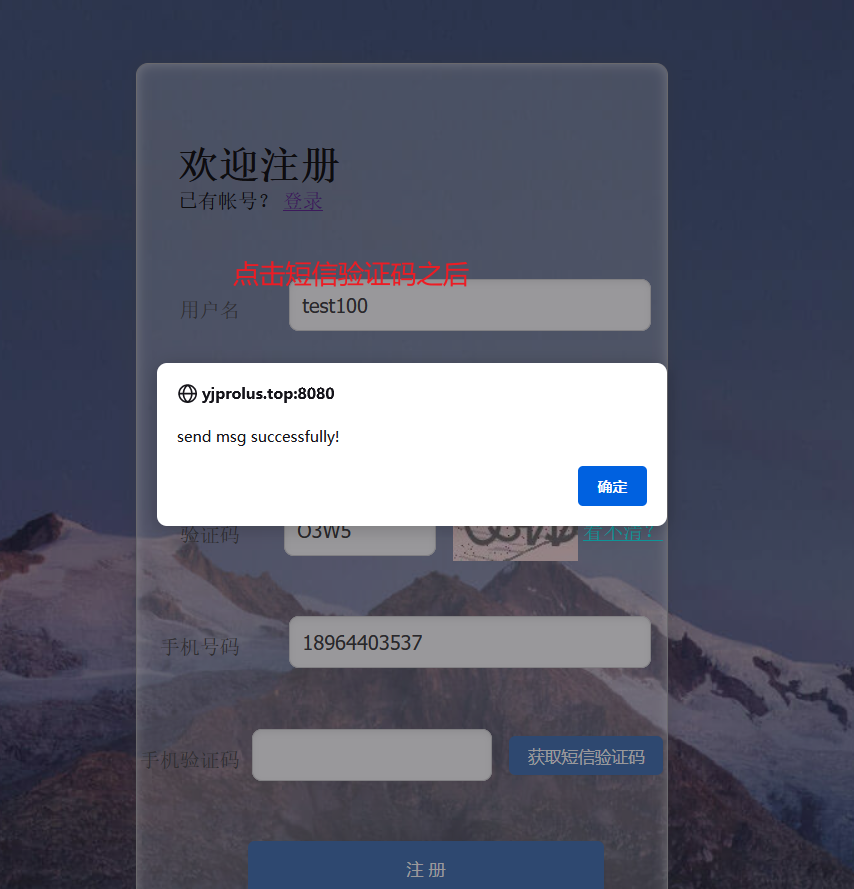 欢迎注册
已有帐号? 登录
点击短信验证码之后
用户名 test100
yjprolus.top:8080
send msg successfully!
确定
验证码 O3W5 看不清?
手机号码 18964403537
手机验证码 获取短信验证码
注 册